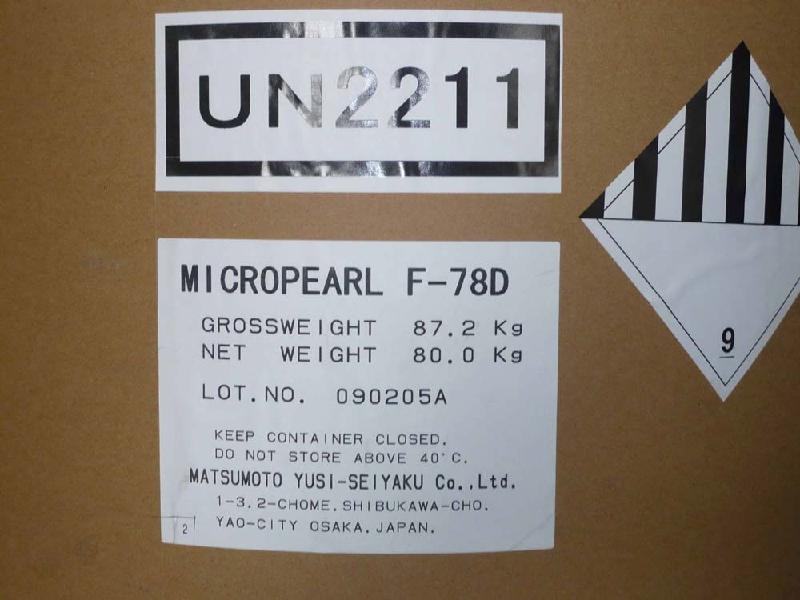 UN2211
MICROPEARL F-78D
GROSSWEIGHT 87.2 Kg
NET WEIGHT 80.0 Kg
LOT.NO. 090205A
KEEP CONTAINER CLOSED.
DO NOT STORE ABOVE 40°C.
MATSUMOTO YUSI-SEIYAKU Co.,Ltd.
1-3,2-CHOME,SHIBUKAWA-CHO.
YAO-CITY OSAKA,JAPAN.
2
9